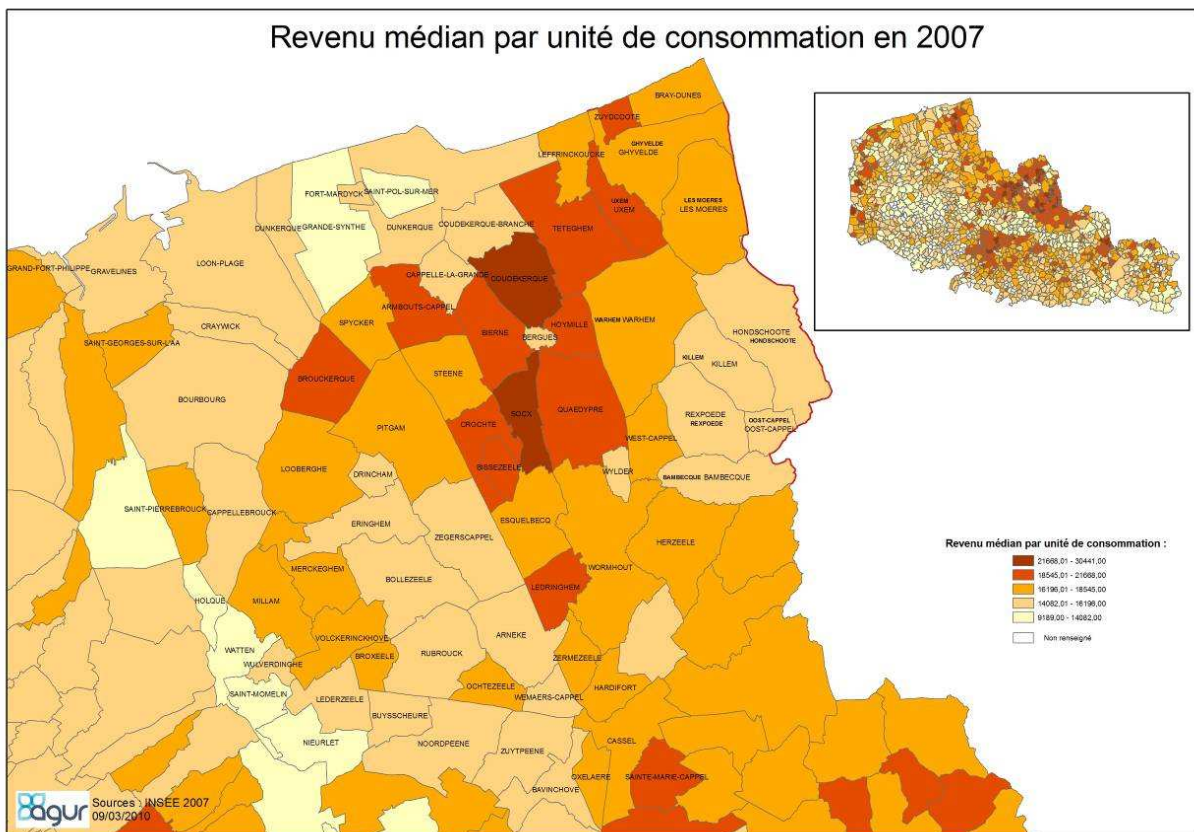 Revenu médian par unité de consommation en 2007
BRAY-DUNES
ZUYDCOOTE
GHYVELDE
GHYVELDE
LEFFRINCKOUCKE
FORT-MARDYCK
SAINT-POL-SUR-MER
LES MOERES
LES MOERES
UXEM
UXEM
DUNKERQUE
GRANDE-SYNTHE
DUNKERQUE
COUDEKERQUE-BRANCHE
TETEGHEM
LOON-PLAGE
GRAND-FORT-PHILIPPE
GRAVELINES
CAPPELLE-LA-GRANDE
COUDEKERQUE
ARMBOUTS-CAPPEL
SPYCKER
CRAYWICK
BIERNE
HOYMILLE
WARHEM
WARHEM
BERGUES
HONDSCHOOTE
HONDSCHOOTE
SAINT-GEORGES-SUR-L'AA
KILLEM
KILLEM
STEENE
BROUCKERQUE
BOURBOURG
SOCX
QUAEDYPRE
REXPOEDE
REXPOEDE
OOST-CAPPEL
OOST-CAPPEL
PITGAM
CROCHTE
WEST-CAPPEL
BISSEZEELE
LOOBERGHE
DRINCHAM
WYLDER
BAMBECQUE
BAMBECQUE
SAINT-PIERREBROUCK
CAPPELLEBROUCK
ESQUELBECQ
ERINGHEM
ZEGERSCAPPEL
HERZEELE
MERCKEGHEM
WORMHOUT
BOLLEZEELE
LEDRINGHEM
HOLQUE
MILLAM
ARNEKE
VOLCKERINCKHOVE
WATTEN
BROXEELE
RUBROUCK
ZERMEZEELE
WULVERDINGHE
OCHTEZEELE
HARDIFORT
SAINT-MOMELIN
LEDERZEELE
WEMAERS-CAPPEL
BUYSSCHEURE
NIEURLET
NOORDPEENE
ZUYTPEENE
CASSEL
OXELAERE
SAINTE-MARIE-CAPPEL
BAVINCHOVE
Revenu médian par unité de consommation :
21668,01 - 30441,00
18545,01 - 21668,00
16196,01 - 18545,00
14082,01 - 16196,00
9189,00 - 14082,00
Non renseigné
agur
Sources : INSEE 2007
09/03/2010